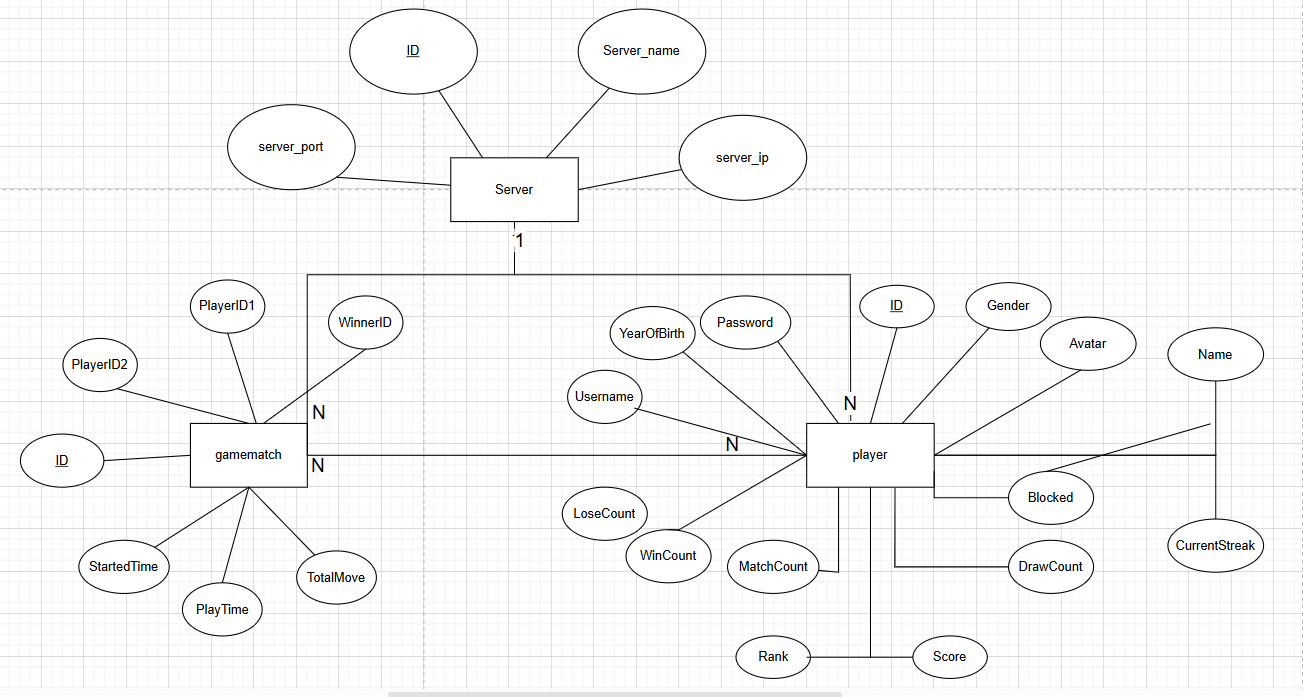 ID
Server_name
server_port
server_ip
Server
1
PlayerID1
WinnerID
PlayerID2
YearOfBirth
Password
ID
Gender
Avatar
Name
Username
N
N
gamematch
ID
N
N
player
LoseCount
WinCount
MatchCount
Blocked
DrawCount
CurrentStreak
StartedTime
PlayTime
TotalMove
Rank
Score